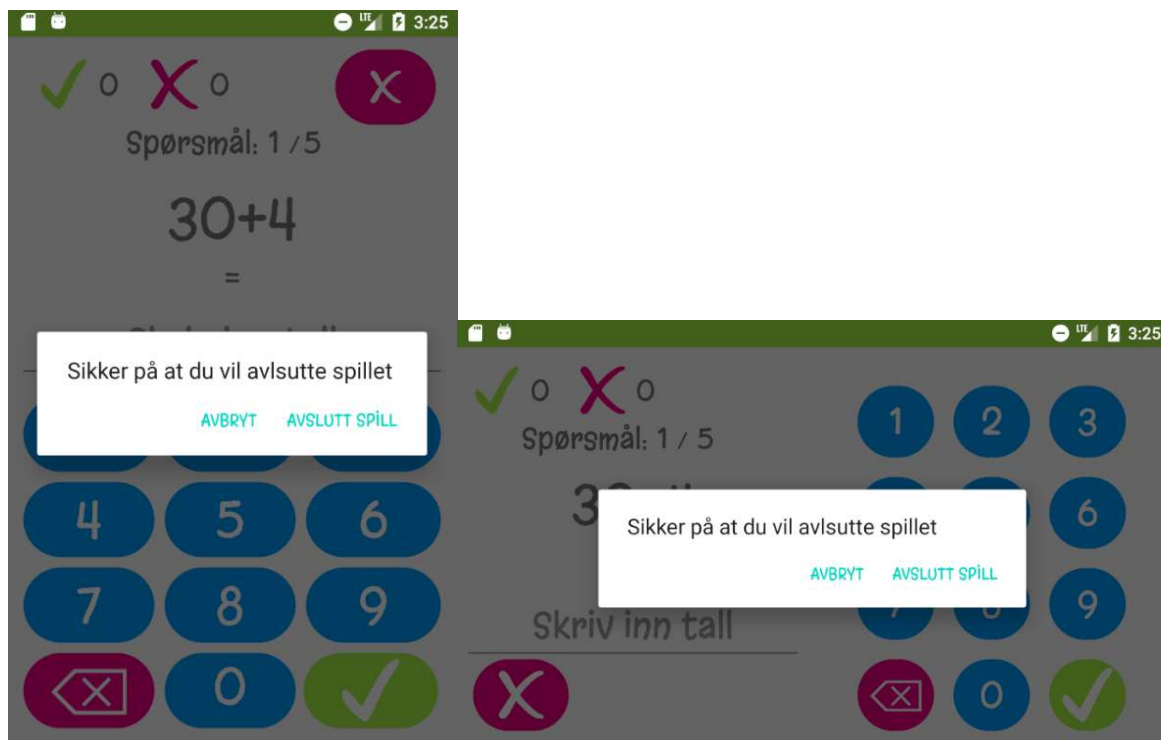 LTE 3:25
0 0
Spørsmål: 1 / 5
30+4
=
Sikker på at du vil avlsutte spillet
AVBRYT AVSLUTT SPILL
4 5 6
7 8 9
0
LTE 3:25
0 0
Spørsmål: 1 / 5
1 2 3
6
Sikker på at du vil avlsutte spillet
AVBRYT AVSLUTT SPILL
9
Skriv inn tall
0